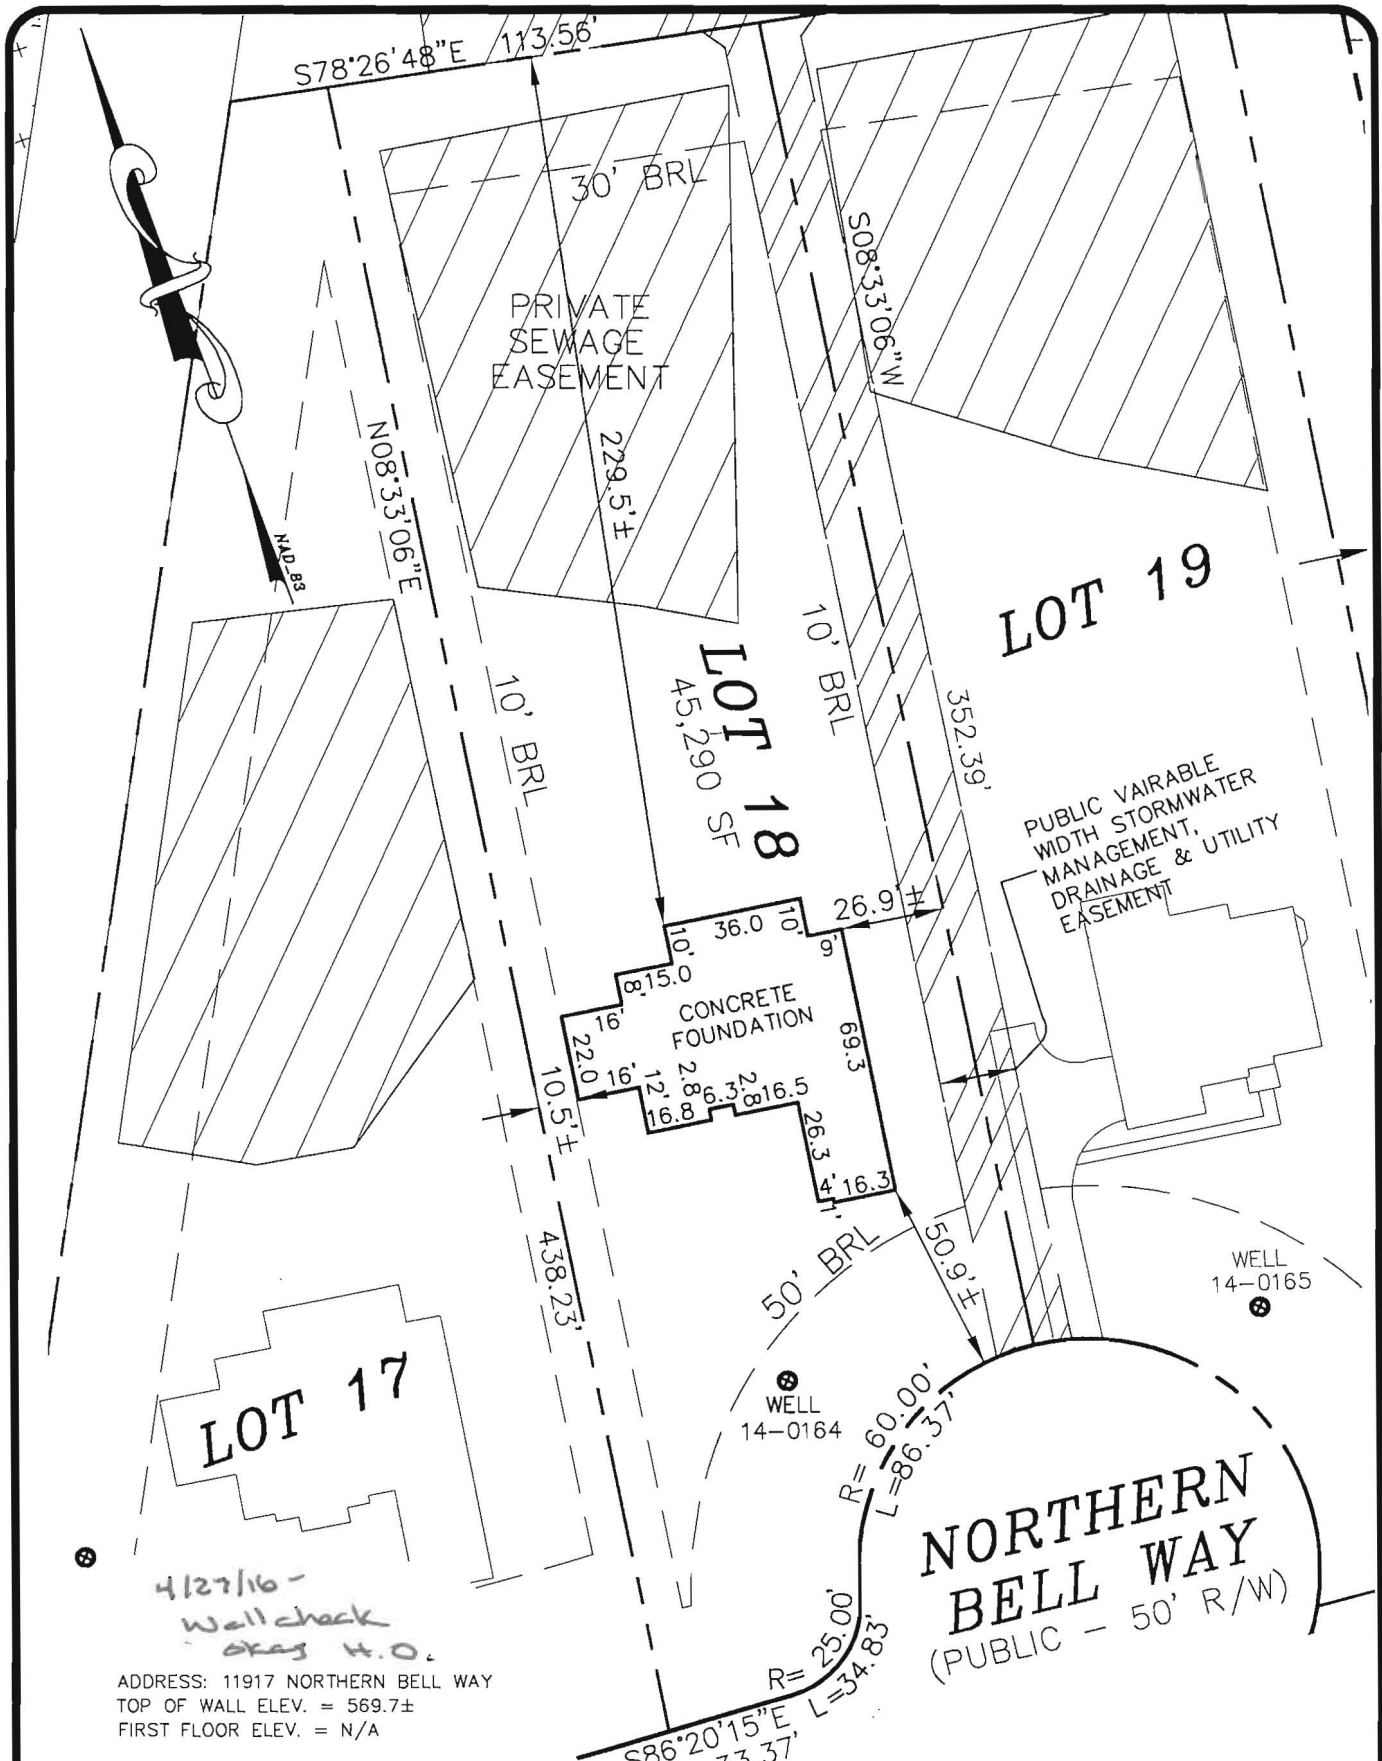 S78°26'48"E 113.56'
30' BRL
PRIVATE
SEWAGE
EASEMENT
S08°33'06"W
229.5'±
N08°33'06"E
NAD_83
LOT 19
10' BRL
10' BRL
LOT 18
45,290 SF
352.39'
PUBLIC VAIRABLE
WIDTH STORMWATER
MANAGEMENT,
DRAINAGE & UTILITY
EASEMENT
26.9'±
36.0
10'
9'
10'
15.0
8'
16'
CONCRETE
FOUNDATION
69.3
22.0
16'
12'
2.8
2.8
6.3
16.8
16.5
10.5'±
26.3
4'
16.3
1'
50' BRL
50.9'±
438.23'
WELL
14-0165
WELL
14-0164
LOT 17
R= 60.00'
L=86.37'
NORTHERN
BELL WAY
(PUBLIC - 50' R/W)
R= 25.00'
L=34.83'
4/27/16 -
Wall check
okay H.O.
ADDRESS: 11917 NORTHERN BELL WAY
TOP OF WALL ELEV. = 569.7±
FIRST FLOOR ELEV. = N/A
S86°20'15"E
33.37'